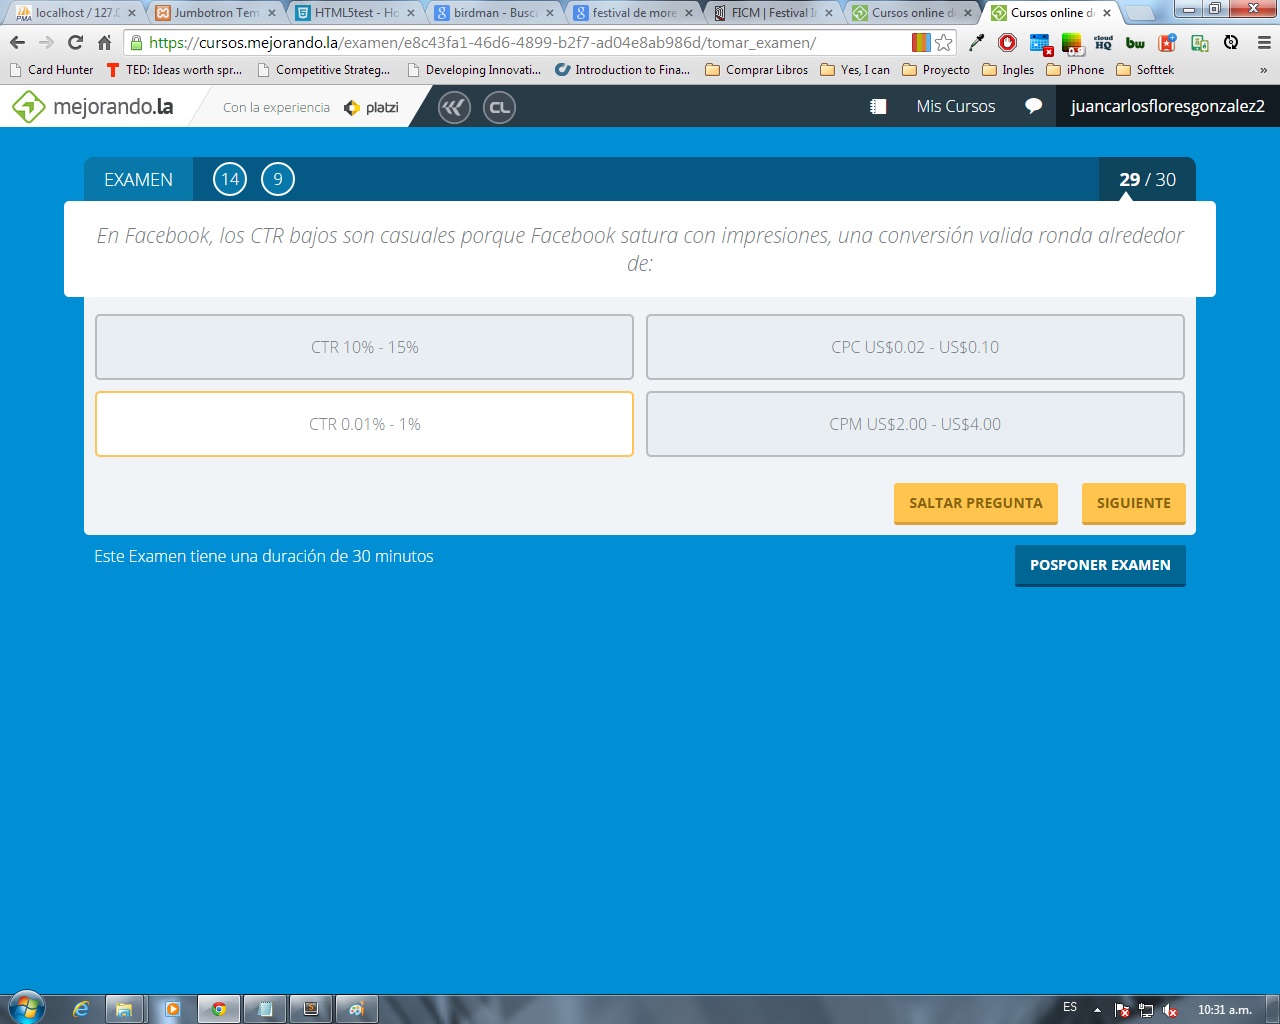 localhost / 127.0
Jumbotron Tem
HTML5test - Ho
birdman - Busca
festival de more
FICM | Festival In
Cursos online de
Cursos online de
https://cursos.mejorando.la/examen/e8c43fa1-46d6-4899-b2f7-ad04e8ab986d/tomar_examen/
Card Hunter
TED: Ideas worth spr...
Competitive Strateg...
Developing Innovati...
Introduction to Fina...
Comprar Libros
Yes, I can
Proyecto
Ingles
iPhone
Softtek
»
mejorando.la
Con la experiencia
platzi
CL
Mis Cursos
juancarlosfloresgonzalez2
EXAMEN
14
9
29 / 30
En Facebook, los CTR bajos son casuales porque Facebook satura con impresiones, una conversión valida ronda alrededor
de:
CTR 10% - 15%
CPC US$0.02 - US$0.10
CTR 0.01% - 1%
CPM US$2.00 - US$4.00
SALTAR PREGUNTA
SIGUIENTE
Este Examen tiene una duración de 30 minutos
POSPONER EXAMEN
ES
10:31 a.m.